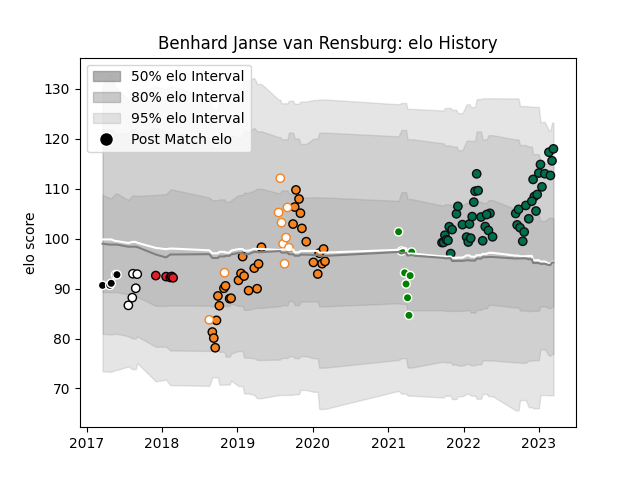 Benhard Janse van Rensburg: elo History
50% elo Interval
80% elo Interval
95% elo Interval
Post Match elo
elo score
130
120
110
100
90
80
70
2017 2018 2019 2020 2021 2022 2023